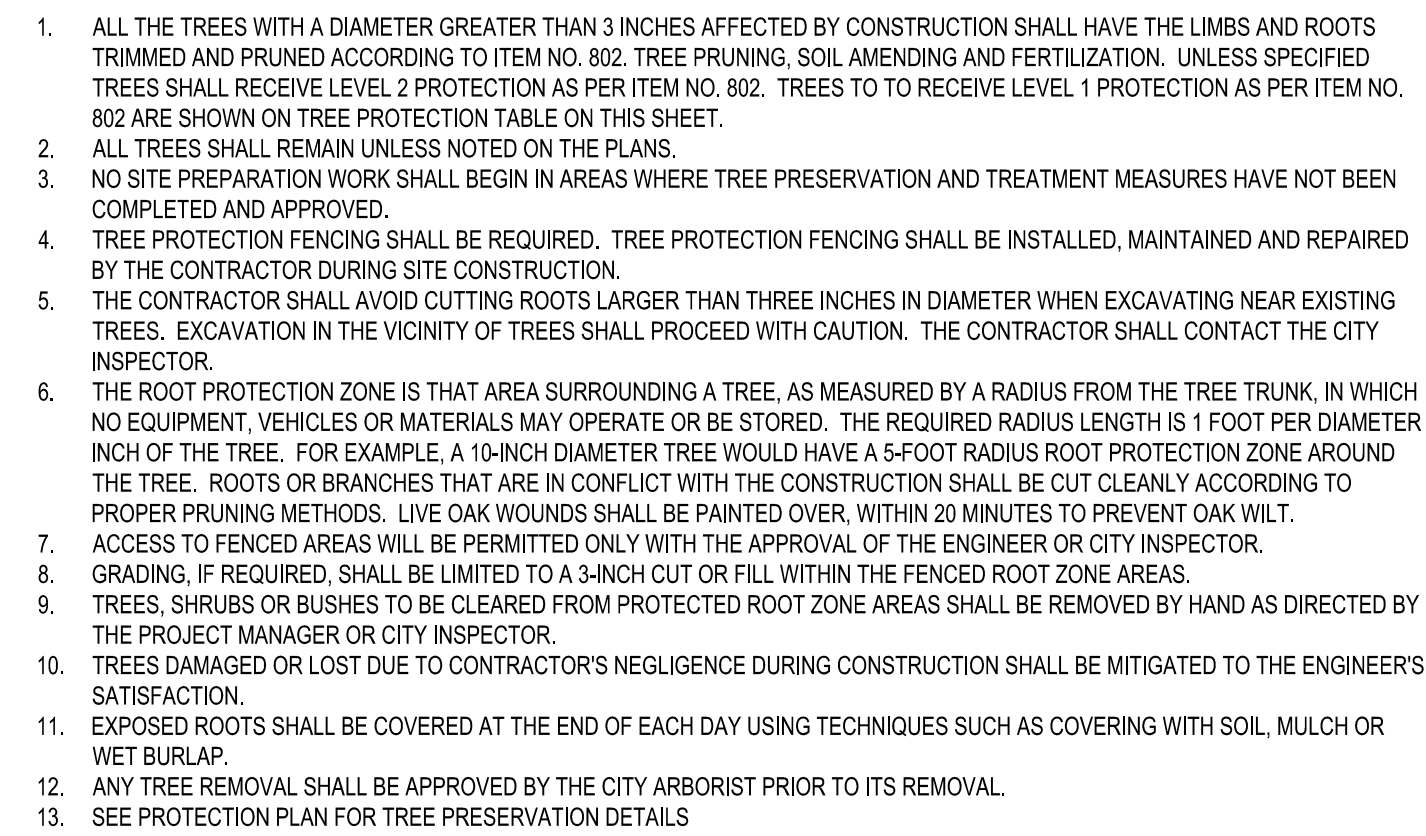 1. ALL THE TREES WITH A DIAMETER GREATER THAN 3 INCHES AFFECTED BY CONSTRUCTION SHALL HAVE THE LIMBS AND ROOTS
TRIMMED AND PRUNED ACCORDING TO ITEM NO. 802. TREE PRUNING, SOIL AMENDING AND FERTILIZATION. UNLESS SPECIFIED
TREES SHALL RECEIVE LEVEL 2 PROTECTION AS PER ITEM NO. 802. TREES TO TO RECEIVE LEVEL 1 PROTECTION AS PER ITEM NO.
802 ARE SHOWN ON TREE PROTECTION TABLE ON THIS SHEET.
2. ALL TREES SHALL REMAIN UNLESS NOTED ON THE PLANS.
3. NO SITE PREPARATION WORK SHALL BEGIN IN AREAS WHERE TREE PRESERVATION AND TREATMENT MEASURES HAVE NOT BEEN
COMPLETED AND APPROVED.
4. TREE PROTECTION FENCING SHALL BE REQUIRED. TREE PROTECTION FENCING SHALL BE INSTALLED, MAINTAINED AND REPAIRED
BY THE CONTRACTOR DURING SITE CONSTRUCTION.
5. THE CONTRACTOR SHALL AVOID CUTTING ROOTS LARGER THAN THREE INCHES IN DIAMETER WHEN EXCAVATING NEAR EXISTING
TREES. EXCAVATION IN THE VICINITY OF TREES SHALL PROCEED WITH CAUTION. THE CONTRACTOR SHALL CONTACT THE CITY
INSPECTOR.
6. THE ROOT PROTECTION ZONE IS THAT AREA SURROUNDING A TREE, AS MEASURED BY A RADIUS FROM THE TREE TRUNK, IN WHICH
NO EQUIPMENT, VEHICLES OR MATERIALS MAY OPERATE OR BE STORED. THE REQUIRED RADIUS LENGTH IS 1 FOOT PER DIAMETER
INCH OF THE TREE. FOR EXAMPLE, A 10-INCH DIAMETER TREE WOULD HAVE A 5-FOOT RADIUS ROOT PROTECTION ZONE AROUND
THE TREE. ROOTS OR BRANCHES THAT ARE IN CONFLICT WITH THE CONSTRUCTION SHALL BE CUT CLEANLY ACCORDING TO
PROPER PRUNING METHODS. LIVE OAK WOUNDS SHALL BE PAINTED OVER, WITHIN 20 MINUTES TO PREVENT OAK WILT.
7. ACCESS TO FENCED AREAS WILL BE PERMITTED ONLY WITH THE APPROVAL OF THE ENGINEER OR CITY INSPECTOR.
8. GRADING, IF REQUIRED, SHALL BE LIMITED TO A 3-INCH CUT OR FILL WITHIN THE FENCED ROOT ZONE AREAS.
9. TREES, SHRUBS OR BUSHES TO BE CLEARED FROM PROTECTED ROOT ZONE AREAS SHALL BE REMOVED BY HAND AS DIRECTED BY
THE PROJECT MANAGER OR CITY INSPECTOR.
10. TREES DAMAGED OR LOST DUE TO CONTRACTOR'S NEGLIGENCE DURING CONSTRUCTION SHALL BE MITIGATED TO THE ENGINEER'S
SATISFACTION.
11. EXPOSED ROOTS SHALL BE COVERED AT THE END OF EACH DAY USING TECHNIQUES SUCH AS COVERING WITH SOIL, MULCH OR
WET BURLAP.
12. ANY TREE REMOVAL SHALL BE APPROVED BY THE CITY ARBORIST PRIOR TO ITS REMOVAL.
13. SEE PROTECTION PLAN FOR TREE PRESERVATION DETAILS